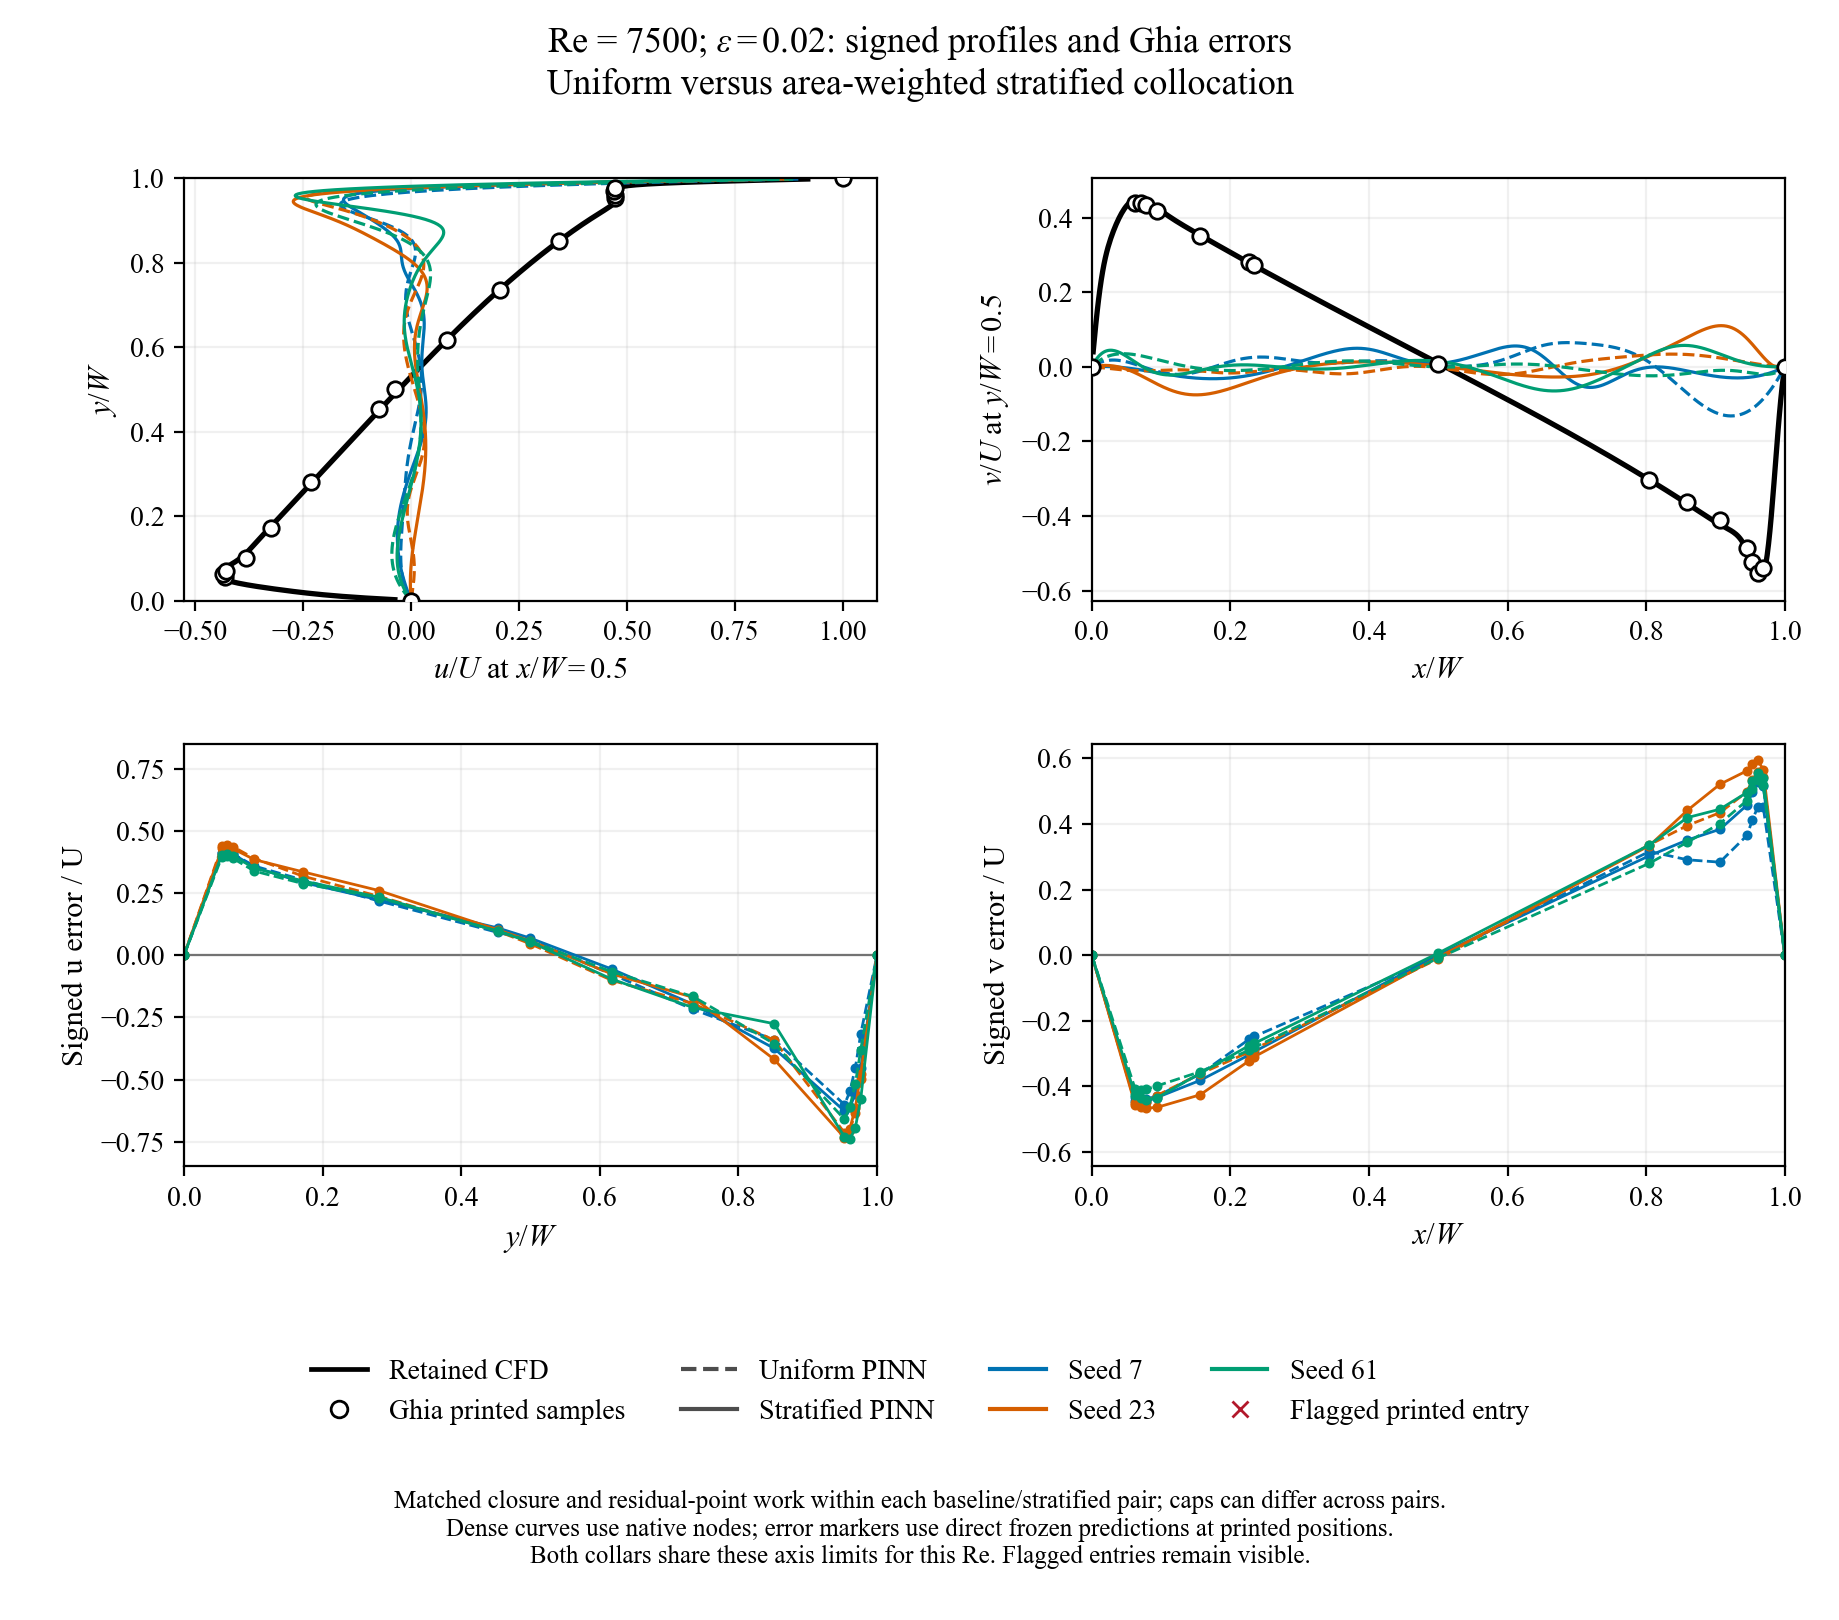 Re = 7500; ε = 0.02: signed profiles and Ghia errors
Uniform versus area-weighted stratified collocation
1.0
0.8
0.6
0.4
0.2
0.0
y/W
−0.50 −0.25 0.00 0.25 0.50 0.75 1.00
u/U at x/W = 0.5
0.4
0.2
0.0
−0.2
−0.4
−0.6
v/U at y/W = 0.5
0.0 0.2 0.4 0.6 0.8 1.0
x/W
0.75
0.50
0.25
0.00
−0.25
−0.50
−0.75
Signed u error / U
0.0 0.2 0.4 0.6 0.8 1.0
y/W
0.6
0.4
0.2
0.0
−0.2
−0.4
−0.6
Signed v error / U
0.0 0.2 0.4 0.6 0.8 1.0
x/W
Retained CFD
Ghia printed samples
Uniform PINN
Stratified PINN
Seed 7
Seed 23
Seed 61
Flagged printed entry
Matched closure and residual-point work within each baseline/stratified pair; caps can differ across pairs.
Dense curves use native nodes; error markers use direct frozen predictions at printed positions.
Both collars share these axis limits for this Re. Flagged entries remain visible.